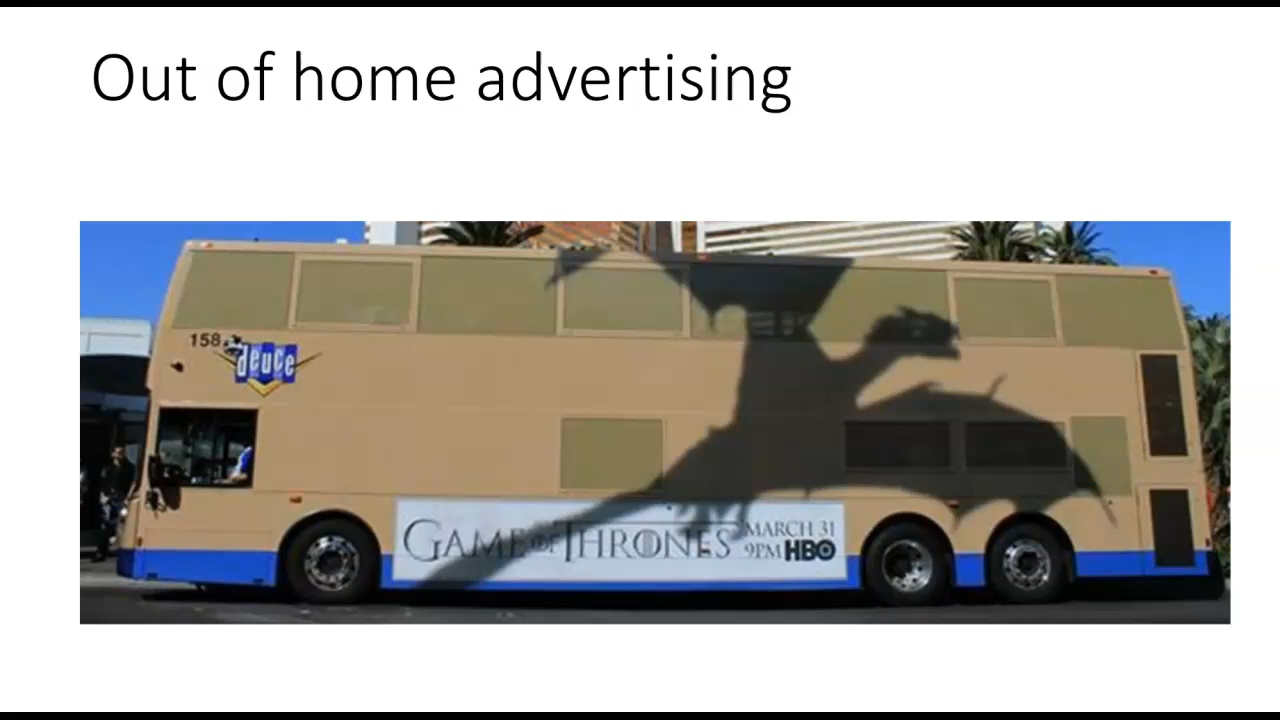 Out of home advertising
158
deuce
GAME OF THRONES
MARCH 31
9PM HBO